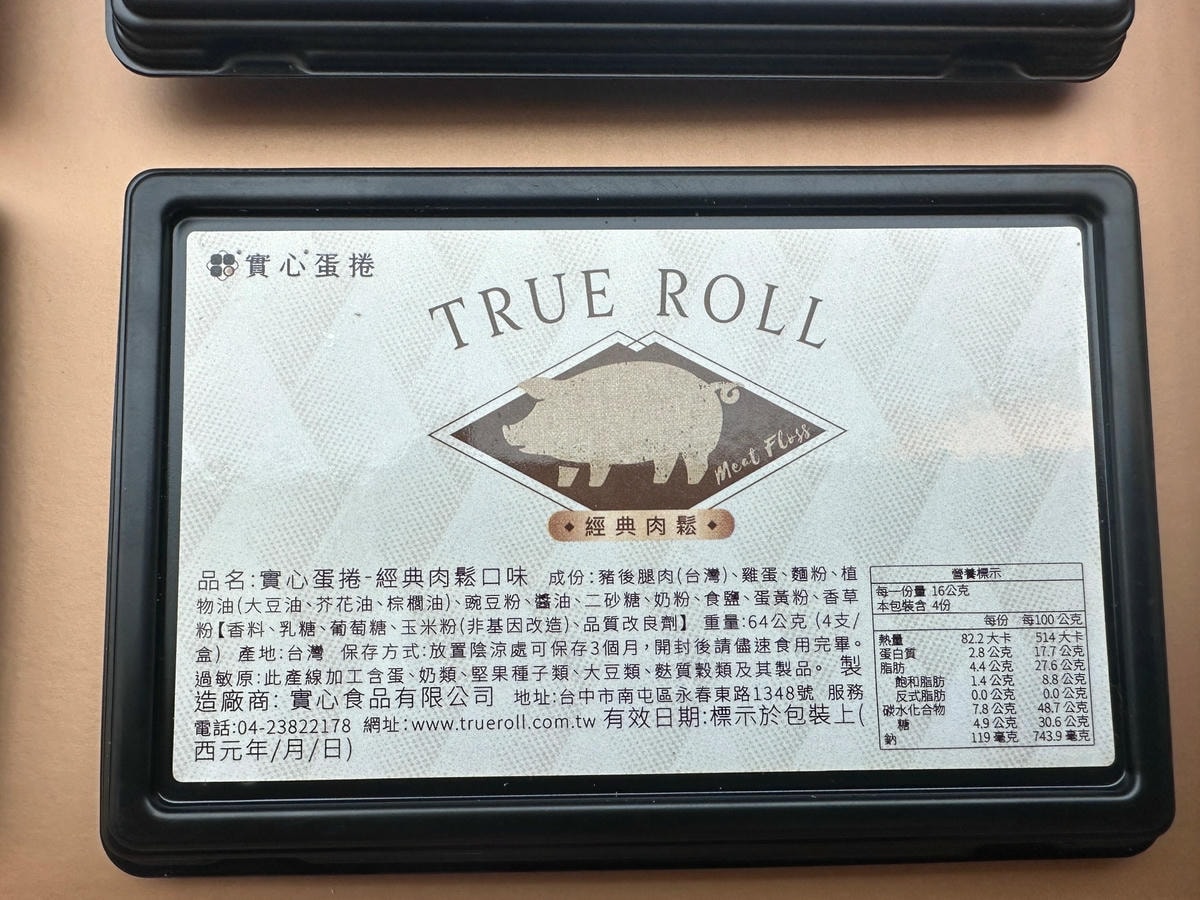 實心蛋捲
TRUE ROLL
Meat Floss
經典肉鬆
品名:實心蛋捲-經典肉鬆口味 成份:豬後腿肉(台灣)、雞蛋、麵粉、植
物油(大豆油、芥花油、棕櫚油)、豌豆粉、醬油、二砂糖、奶粉、食鹽、蛋黃粉、香草
粉【香料、乳糖、葡萄糖、玉米粉(非基因改造)、品質改良劑】 重量:64公克 (4支/
盒) 產地:台灣 保存方式:放置陰涼處可保存3個月,開封後請儘速食用完畢。
過敏原:此產線加工含蛋、奶類、堅果種子類、大豆類、麩質穀類及其製品。 製
造廠商: 實心食品有限公司 地址:台中市南屯區永春東路1348號 服務
電話:04-23822178 網址:www.trueroll.com.tw 有效日期:標示於包裝上(
西元年/月/日)
營養標示
每一份量 16公克
本包裝含 4份
每份 每100 公克
熱量 82.2 大卡 514 大卡
蛋白質 2.8 公克 17.7 公克
脂肪 4.4 公克 27.6 公克
飽和脂肪 1.4 公克 8.8 公克
反式脂肪 0.0 公克 0.0 公克
碳水化合物 7.8 公克 48.7 公克
糖 4.9 公克 30.6 公克
鈉 119 毫克 743.9 毫克